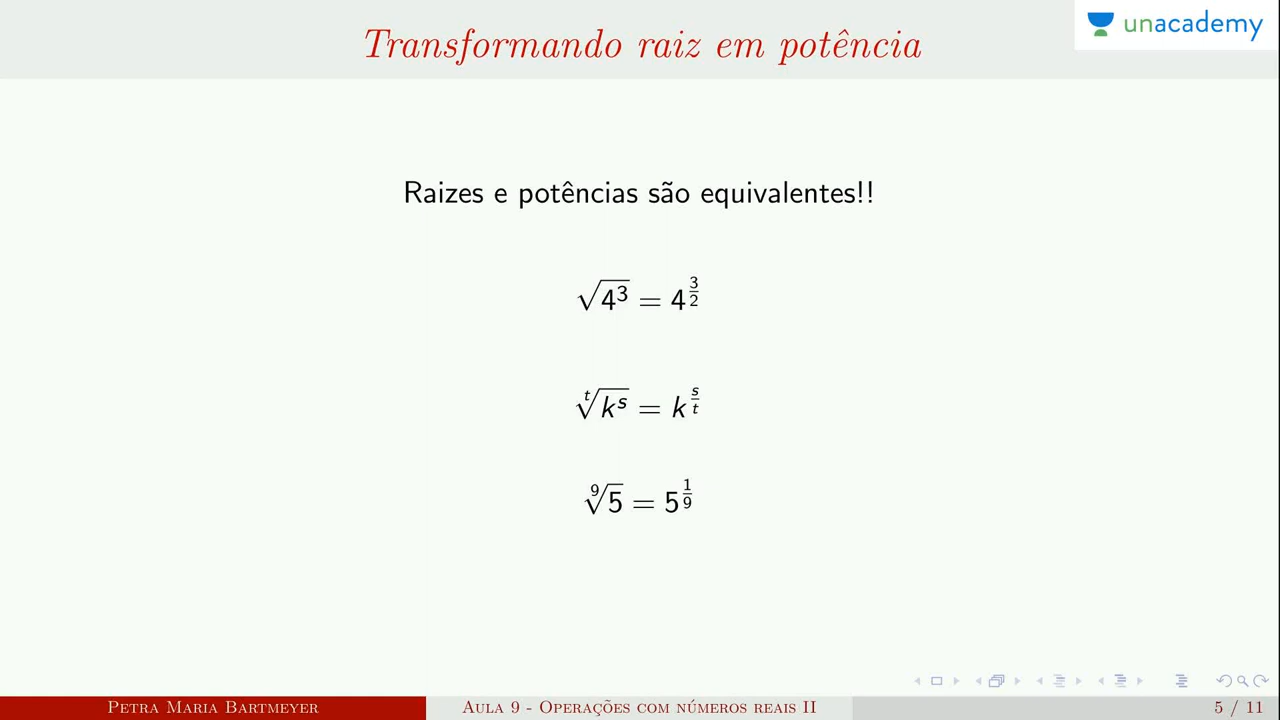 Transformando raiz em potência
unacademy
Raizes e potências são equivalentes!!
√4³ = 4^(3/2)
ᵗ√kˢ = k^(s/t)
⁹√5 = 5^(1/9)
Petra Maria Bartmeyer
Aula 9 - Operações com números reais II
5 / 11